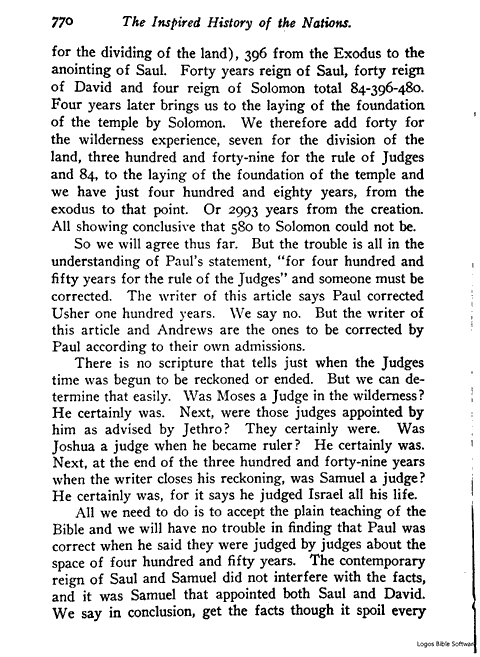 770 The Inspired History of the Nations.
for the dividing of the land), 396 from the Exodus to the
anointing of Saul. Forty years reign of Saul, forty reign
of David and four reign of Solomon total 84-396-480.
Four years later brings us to the laying of the foundation
of the temple by Solomon. We therefore add forty for
the wilderness experience, seven for the division of the
land, three hundred and forty-nine for the rule of Judges
and 84, to the laying of the foundation of the temple and
we have just four hundred and eighty years, from the
exodus to that point. Or 2993 years from the creation.
All showing conclusive that 580 to Solomon could not be.
So we will agree thus far. But the trouble is all in the
understanding of Paul's statement, "for four hundred and
fifty years for the rule of the Judges" and someone must be
corrected. The writer of this article says Paul corrected
Usher one hundred years. We say no. But the writer of
this article and Andrews are the ones to be corrected by
Paul according to their own admissions.
There is no scripture that tells just when the Judges
time was begun to be reckoned or ended. But we can de-
termine that easily. Was Moses a Judge in the wilderness?
He certainly was. Next, were those judges appointed by
him as advised by Jethro? They certainly were. Was
Joshua a judge when he became ruler? He certainly was.
Next, at the end of the three hundred and forty-nine years
when the writer closes his reckoning, was Samuel a judge?
He certainly was, for it says he judged Israel all his life.
All we need to do is to accept the plain teaching of the
Bible and we will have no trouble in finding that Paul was
correct when he said they were judged by judges about the
space of four hundred and fifty years. The contemporary
reign of Saul and Samuel did not interfere with the facts,
and it was Samuel that appointed both Saul and David.
We say in conclusion, get the facts though it spoil every
Logos Bible Softwar